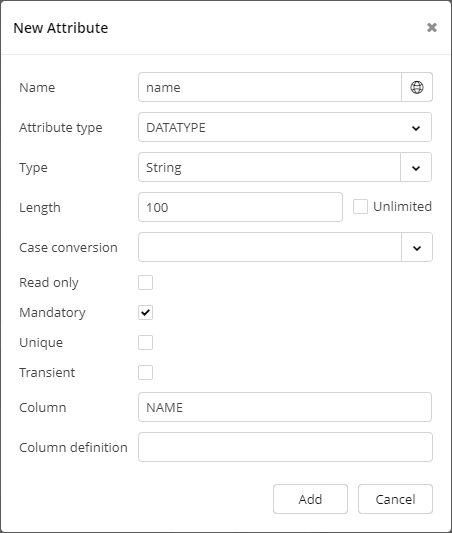 New Attribute
Name name
Attribute type DATATYPE
Type String
Length 100 Unlimited
Case conversion
Read only
Mandatory
Unique
Transient
Column NAME
Column definition
Add Cancel